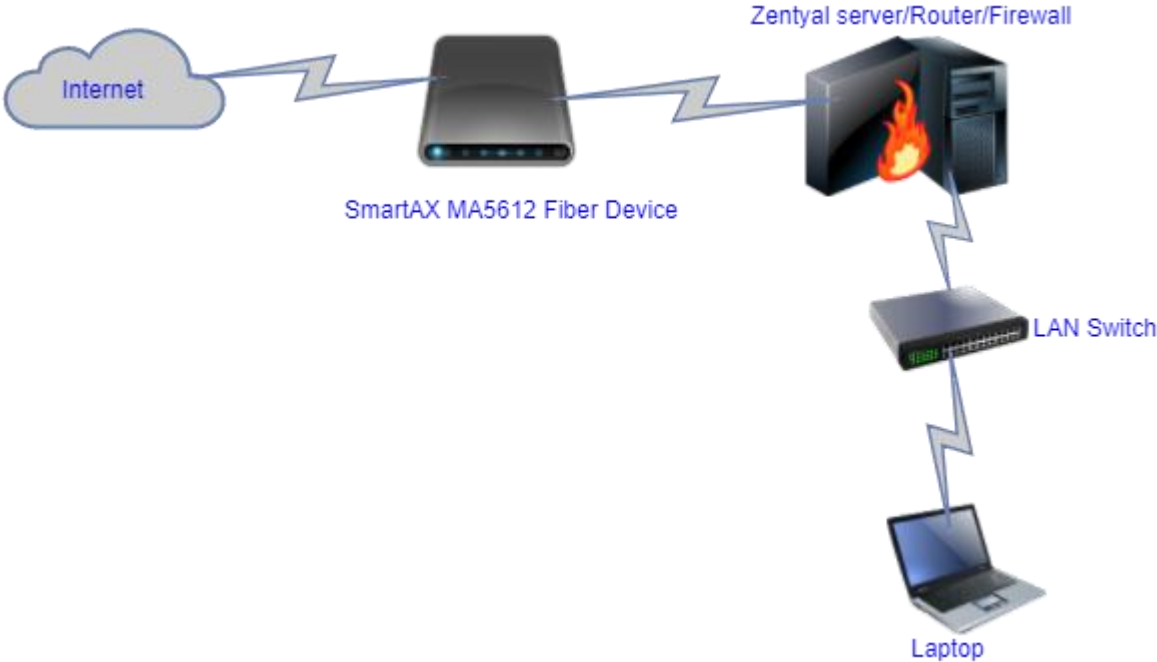 Zentyal server/Router/Firewall
Internet
SmartAX MA5612 Fiber Device
LAN Switch
Laptop